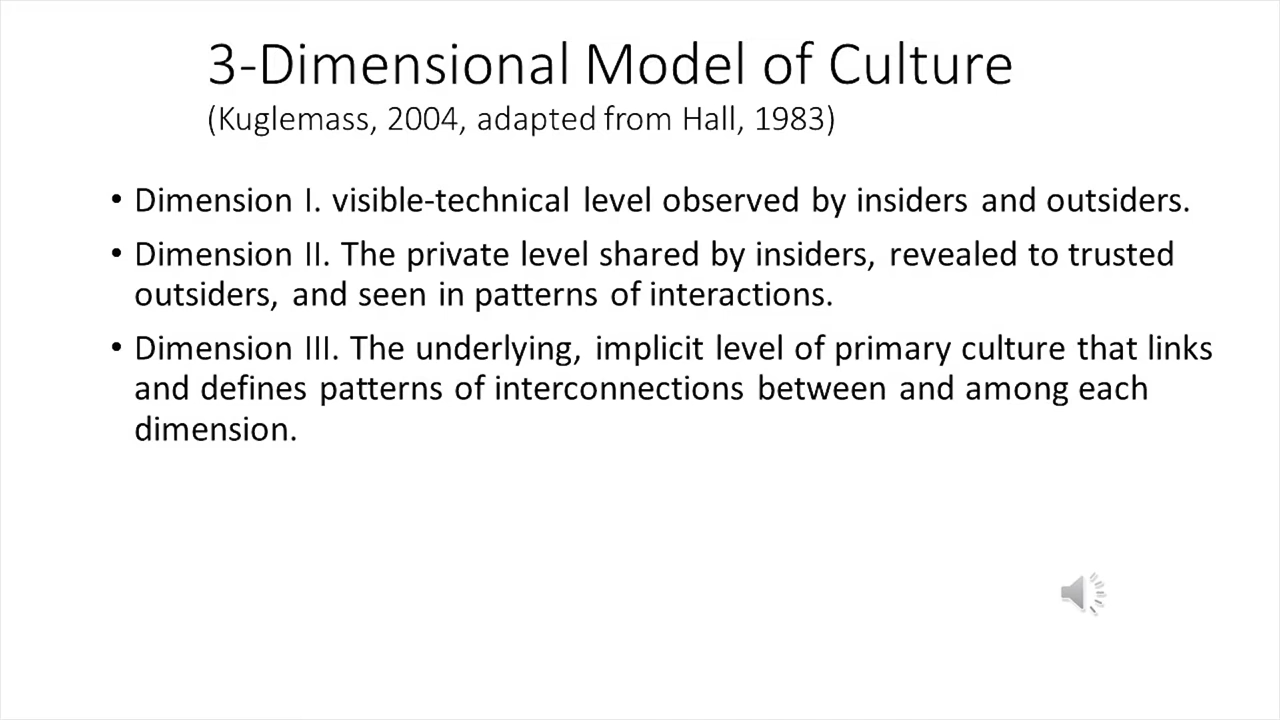 3-Dimensional Model of Culture
(Kuglemass, 2004, adapted from Hall, 1983)
• Dimension I. visible-technical level observed by insiders and outsiders.
• Dimension II. The private level shared by insiders, revealed to trusted
outsiders, and seen in patterns of interactions.
• Dimension III. The underlying, implicit level of primary culture that links
and defines patterns of interconnections between and among each
dimension.